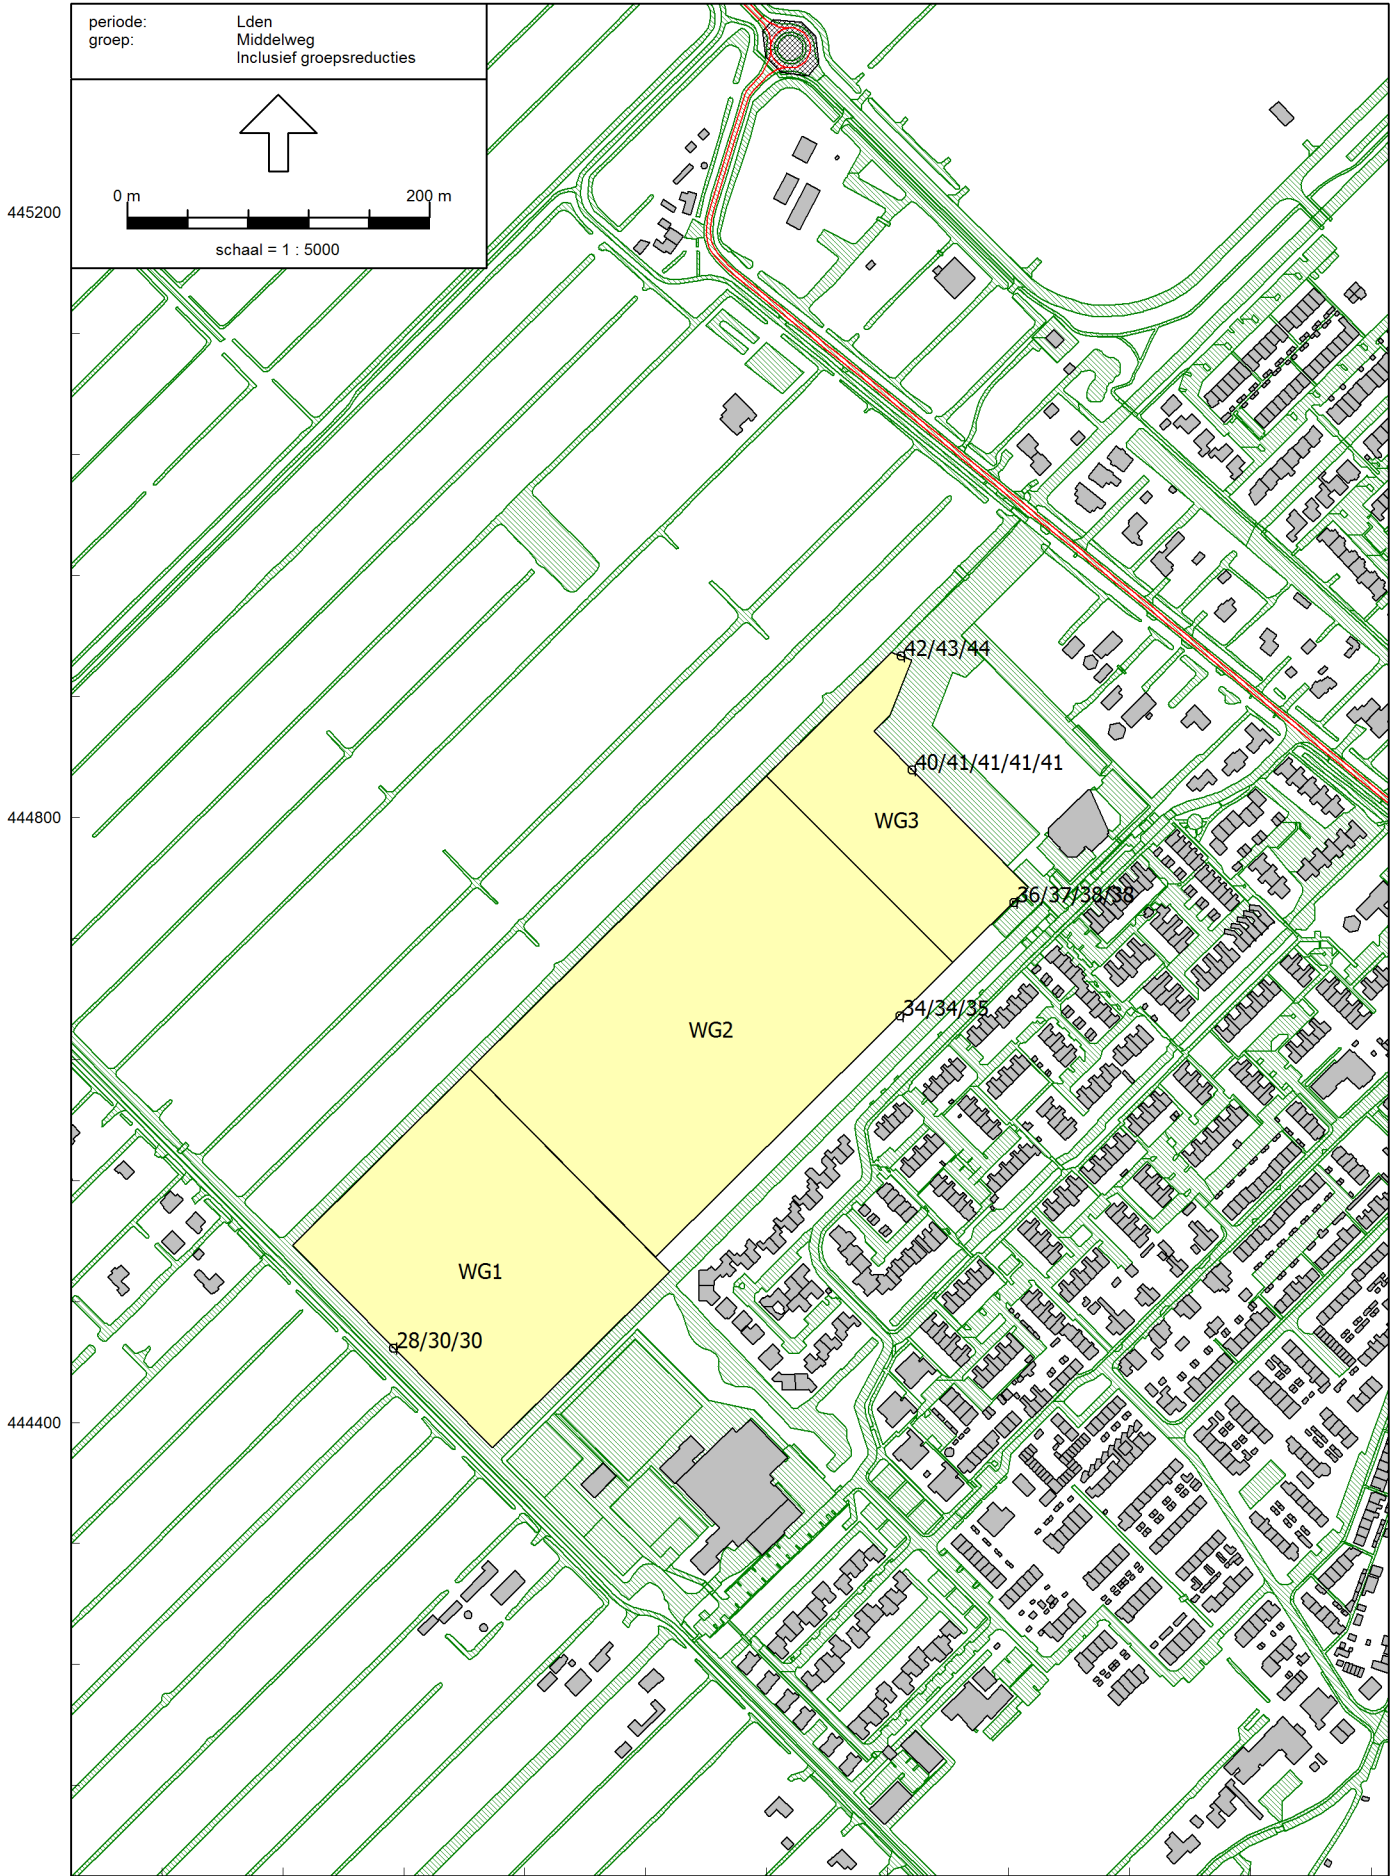 periode: Lden
groep: Middelweg
Inclusief groepsreducties
0 m 200 m
schaal = 1 : 5000
445200
42/43/44
40/41/41/41/41
444800
WG3
36/37/38/38
34/34/35
WG2
WG1
28/30/30
444400